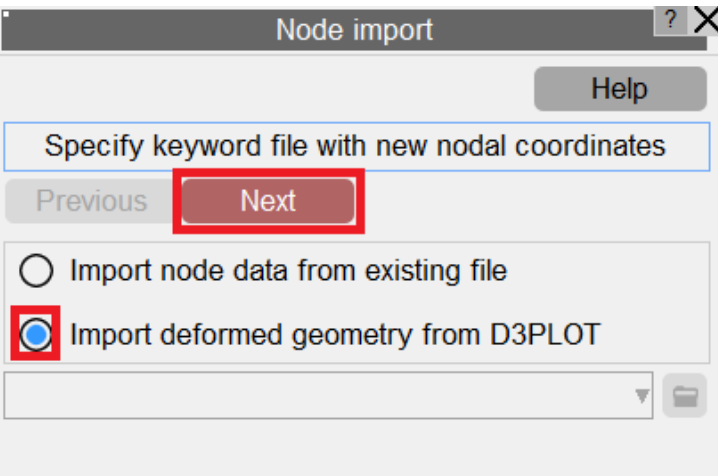 Node import
?
Help
Specify keyword file with new nodal coordinates
Previous Next
Import node data from existing file
Import deformed geometry from D3PLOT